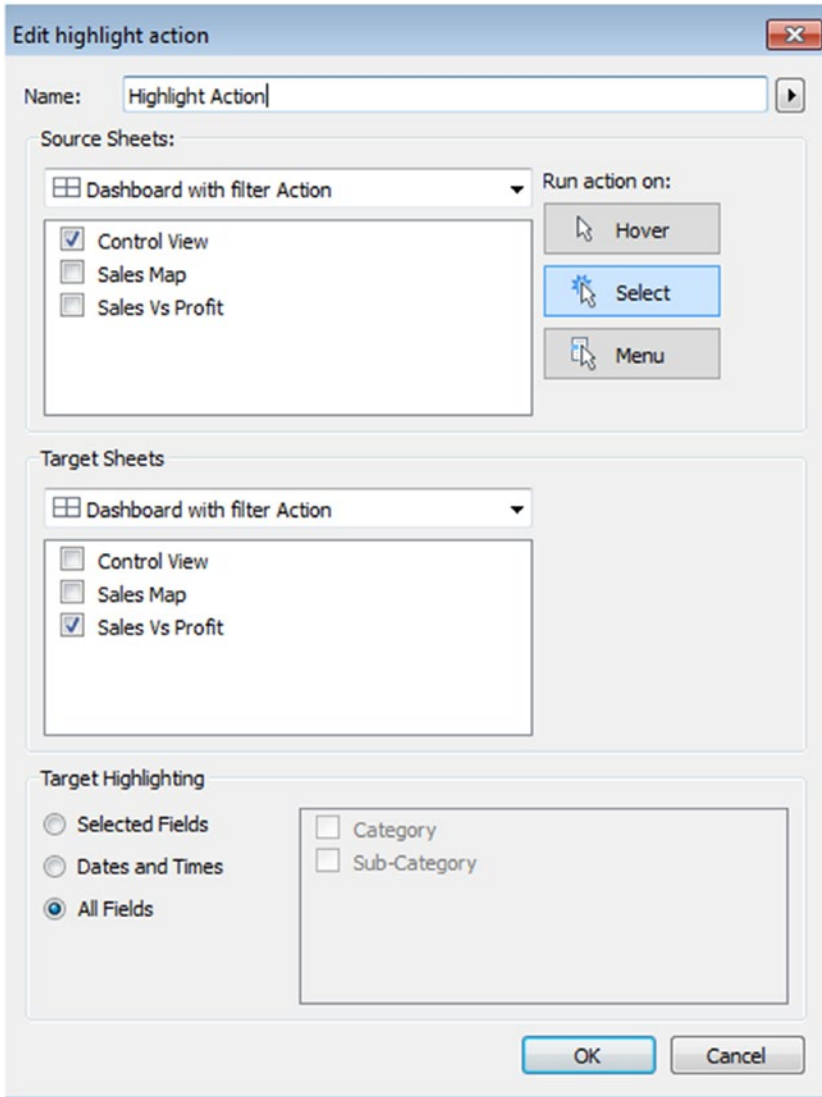 Edit highlight action
Name: Highlight Action
Source Sheets:
Dashboard with filter Action
Run action on:
Control View
Sales Map
Sales Vs Profit
Hover
Select
Menu
Target Sheets
Dashboard with filter Action
Control View
Sales Map
Sales Vs Profit
Target Highlighting
Selected Fields
Dates and Times
All Fields
Category
Sub-Category
OK
Cancel